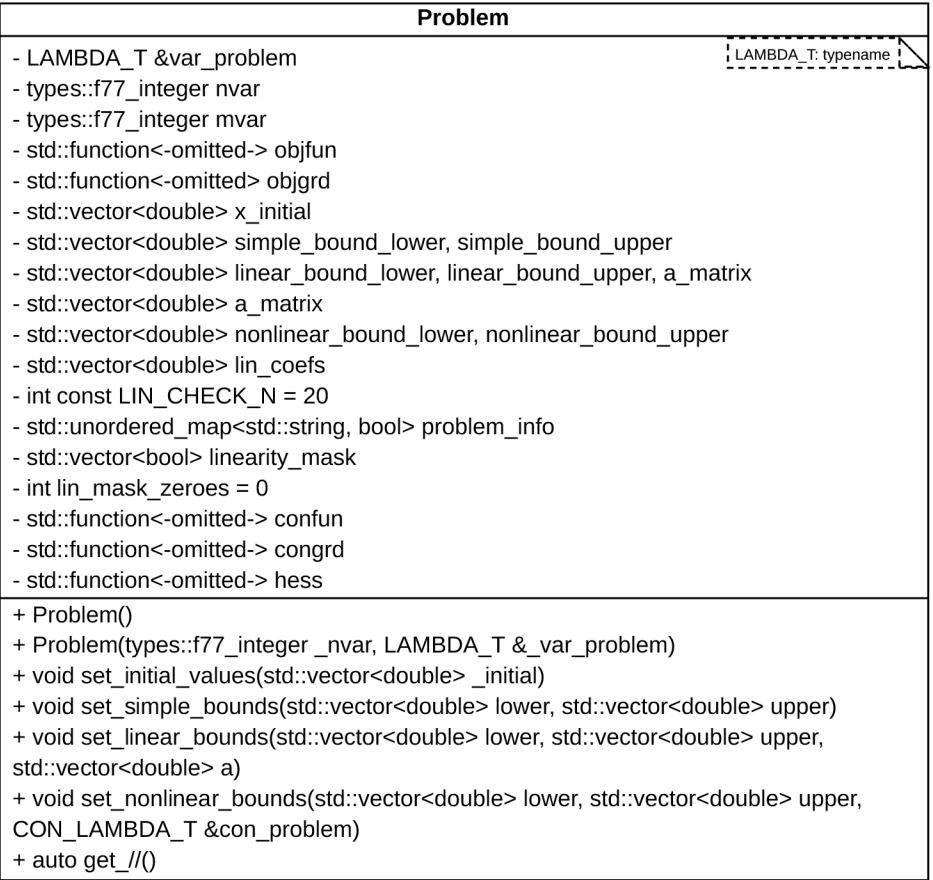 Problem
LAMBDA_T: typename
- LAMBDA_T &var_problem
- types::f77_integer nvar
- types::f77_integer mvar
- std::function<-omitted-> objfun
- std::function<-omitted> objgrd
- std::vector<double> x_initial
- std::vector<double> simple_bound_lower, simple_bound_upper
- std::vector<double> linear_bound_lower, linear_bound_upper, a_matrix
- std::vector<double> a_matrix
- std::vector<double> nonlinear_bound_lower, nonlinear_bound_upper
- std::vector<double> lin_coefs
- int const LIN_CHECK_N = 20
- std::unordered_map<std::string, bool> problem_info
- std::vector<bool> linearity_mask
- int lin_mask_zeroes = 0
- std::function<-omitted-> confun
- std::function<-omitted-> congrd
- std::function<-omitted-> hess
+ Problem()
+ Problem(types::f77_integer _nvar, LAMBDA_T &_var_problem)
+ void set_initial_values(std::vector<double> _initial)
+ void set_simple_bounds(std::vector<double> lower, std::vector<double> upper)
+ void set_linear_bounds(std::vector<double> lower, std::vector<double> upper,
std::vector<double> a)
+ void set_nonlinear_bounds(std::vector<double> lower, std::vector<double> upper,
CON_LAMBDA_T &con_problem)
+ auto get_//()